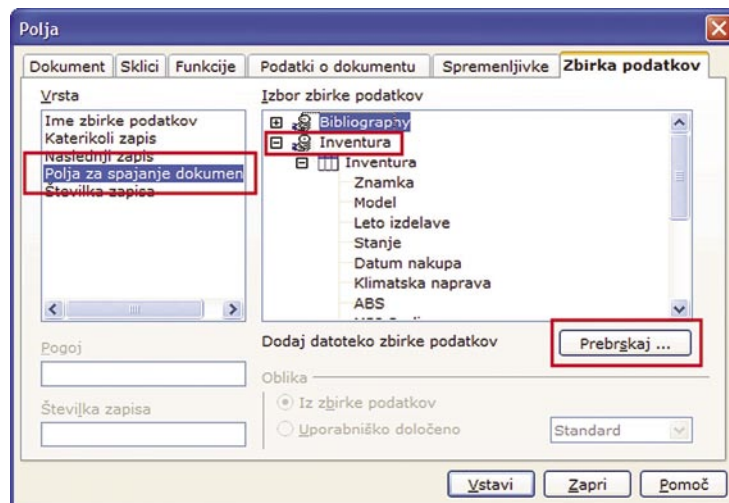 Polja
Dokument Sklici Funkcije Podatki o dokumentu Spremenljivke Zbirka podatkov
Vrsta
Ime zbirke podatkov
Katerikoli zapis
Naslednji zapis
Polja za spajanje dokumen
Številka zapisa
Izbor zbirke podatkov
Bibliography
Inventura
Inventura
Znamka
Model
Leto izdelave
Stanje
Datum nakupa
Klimatska naprava
ABS
Dodaj datoteko zbirke podatkov
Prebrskaj ...
Pogoj
Številka zapisa
Oblika
Iz zbirke podatkov
Uporabniško določeno
Standard
Vstavi Zapri Pomoč